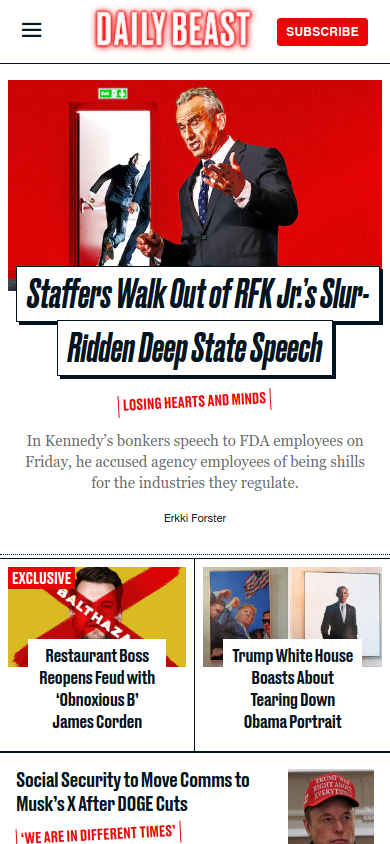 DAILY BEAST
SUBSCRIBE
Exit
Staffers Walk Out of RFK Jr.'s Slur-
Ridden Deep State Speech
LOSING HEARTS AND MINDS
In Kennedy's bonkers speech to FDA employees on
Friday, he accused agency employees of being shills
for the industries they regulate.
Erkki Forster
EXCLUSIVE
BALTHAZA
Restaurant Boss
Reopens Feud with
‘Obnoxious B’
James Corden
Trump White House
Boasts About
Tearing Down
Obama Portrait
Social Security to Move Comms to
Musk’s X After DOGE Cuts
‘WE ARE IN DIFFERENT TIMES’
TRUMP WAS
RIGHT ABOUT
EVERYTHING!